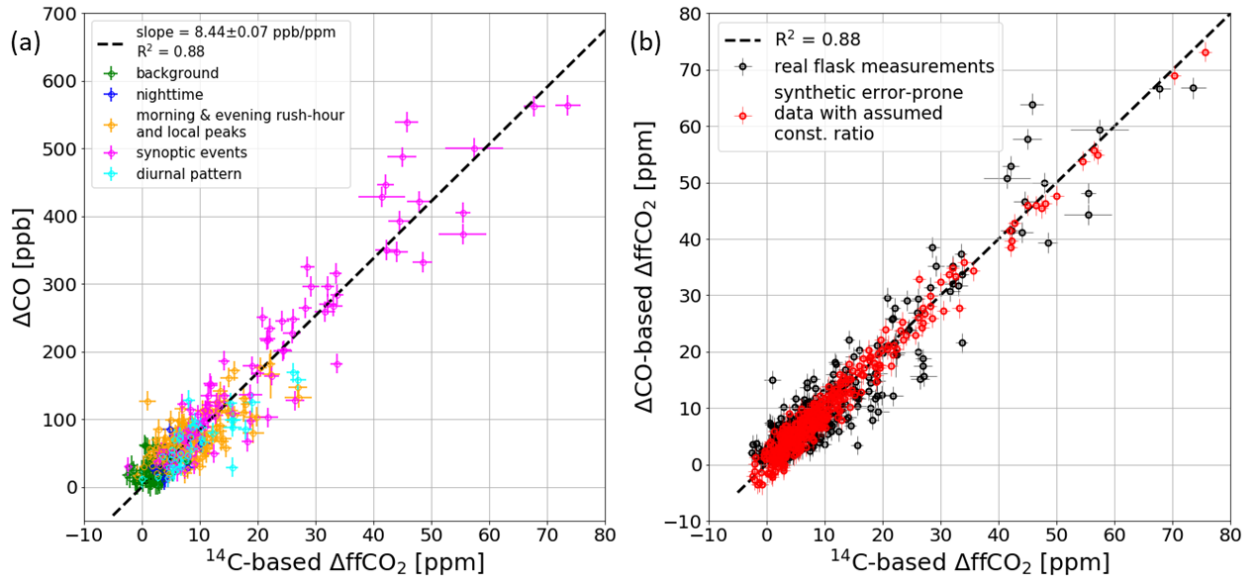 (a)
slope = 8.44±0.07 ppb/ppm
R² = 0.88
background
nighttime
morning & evening rush-hour
and local peaks
synoptic events
diurnal pattern
700
600
500
400
300
200
100
0
ΔCO [ppb]
-10 0 10 20 30 40 50 60 70 80
¹⁴C-based ΔffCO₂ [ppm]
(b)
R² = 0.88
real flask measurements
synthetic error-prone
data with assumed
const. ratio
80
70
60
50
40
30
20
10
0
−10
ΔCO-based ΔffCO₂ [ppm]
−10 0 10 20 30 40 50 60 70 80
¹⁴C-based ΔffCO₂ [ppm]